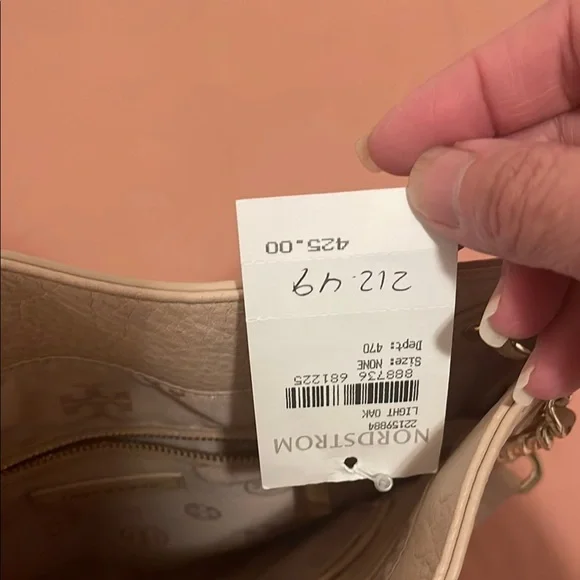 NORDSTROM
22159884
LIGHT OAK
888736 681225
Size: NONE
Dept: 470
212.49
425.00